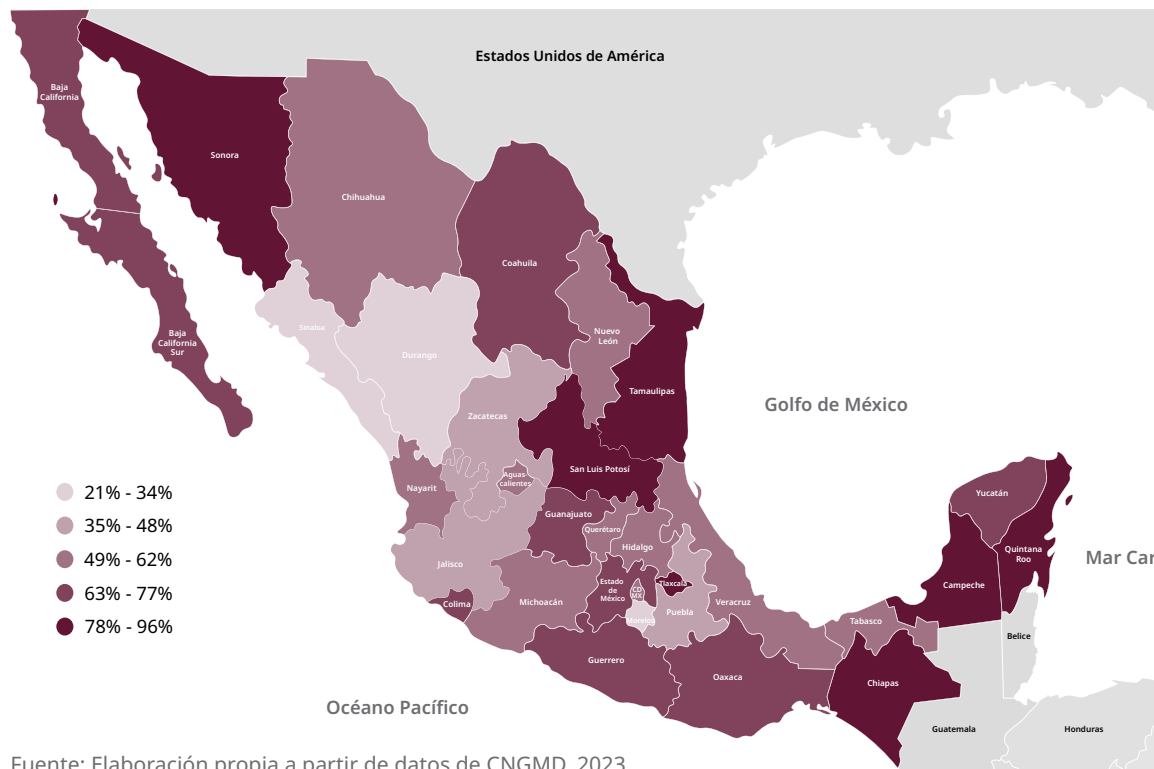 Estados Unidos de América
Baja
California
Sonora
Chihuahua
Coahuila
Nuevo
León
Sinaloa
Durango
Baja
California
Sur
Tamaulipas
Golfo de México
Zacatecas
San Luis Potosí
Aguas-
calientes
Nayarit
Yucatán
Guanajuato
Querétaro
Hidalgo
Quintana
Roo
Mar Car
Jalisco
Estado
de
México
CD
MX
Tlaxcala
Campeche
Colima
Michoacán
Puebla
Veracruz
Morelos
Tabasco
Belice
Guerrero
Oaxaca
Chiapas
Océano Pacífico
Guatemala
Honduras
21% - 34%
35% - 48%
49% - 62%
63% - 77%
78% - 96%
Fuente: Elaboración propia a partir de datos de CNGMD, 2023